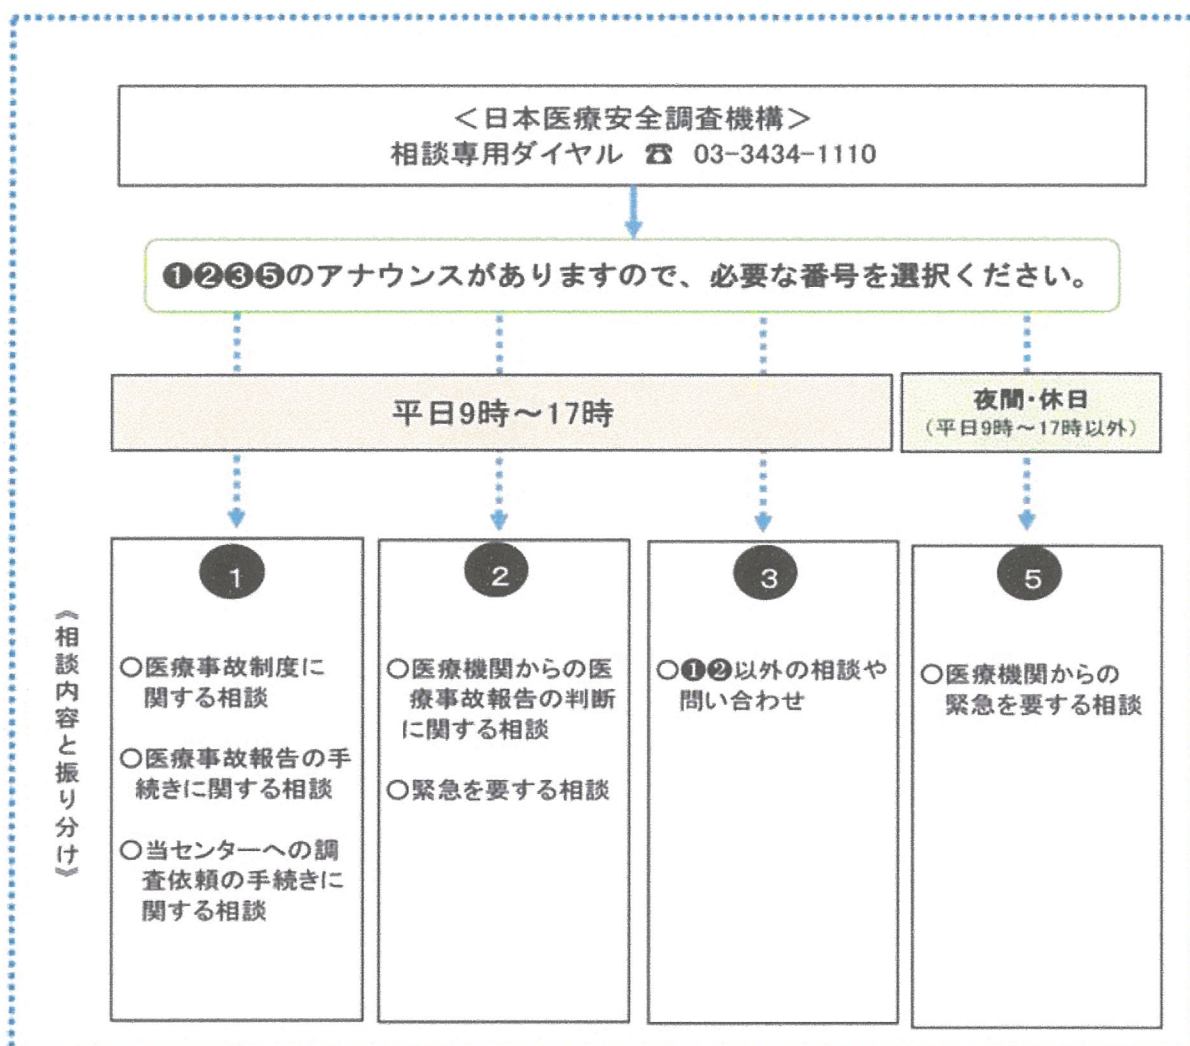 ＜日本医療安全調査機構＞
相談専用ダイヤル ☎ 03-3434-1110
❶❷❸❺のアナウンスがありますので、必要な番号を選択ください。
平日9時～17時
夜間・休日
（平日9時～17時以外）
《相談内容と振り分け》
1
○医療事故制度に
関する相談
○医療事故報告の手
続きに関する相談
○当センターへの調
査依頼の手続きに
関する相談
2
○医療機関からの医
療事故報告の判断
に関する相談
○緊急を要する相談
3
○❶❷以外の相談や
問い合わせ
5
○医療機関からの
緊急を要する相談